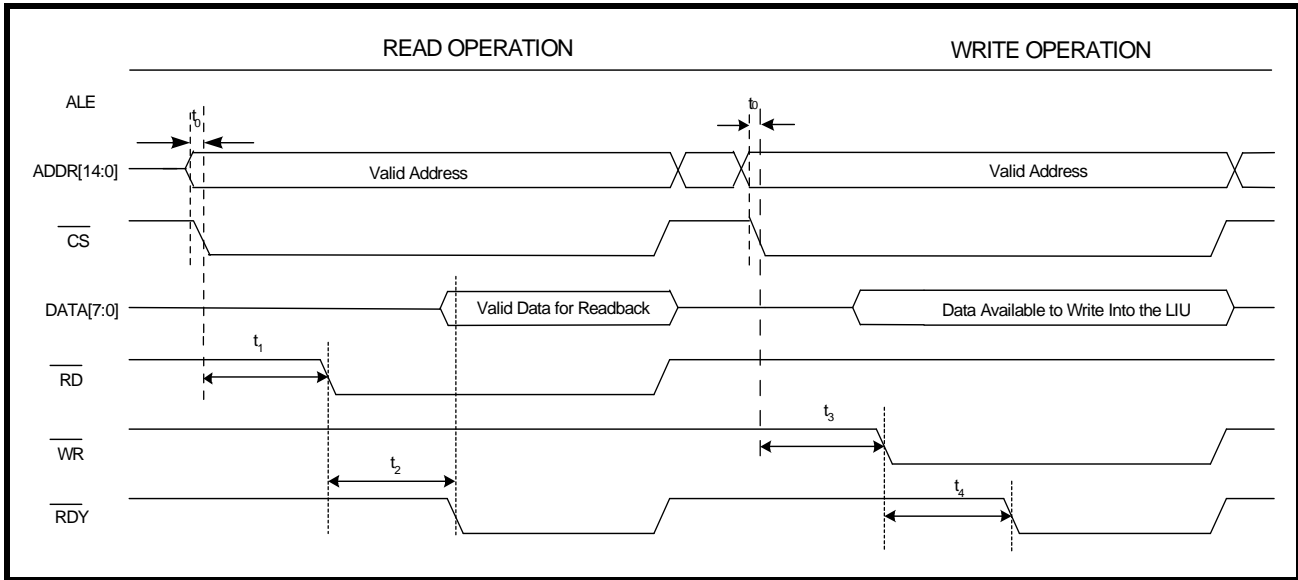 READ OPERATION WRITE OPERATION
ALE
t0 t0
ADDR[14:0] Valid Address Valid Address
CS
DATA[7:0] Valid Data for Readback Data Available to Write Into the LIU
t1
RD
t3
WR
t2
t4
RDY